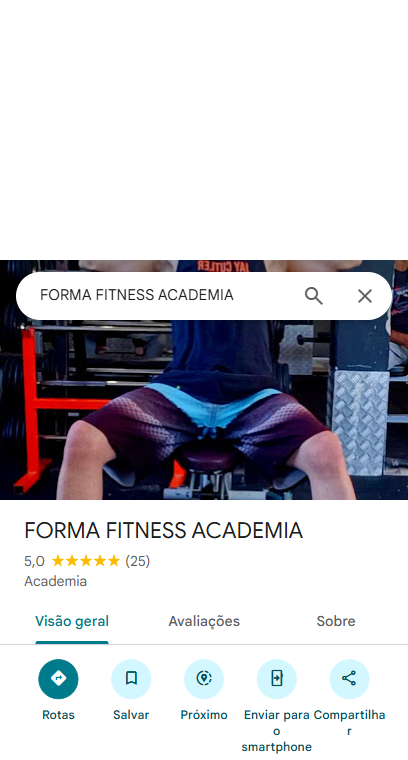 JAY CUTLER
FORMA FITNESS ACADEMIA
FORMA FITNESS ACADEMIA
5,0 (25)
Academia
Visão geral Avaliações Sobre
Rotas Salvar Próximo Enviar para o smartphone Compartilhar